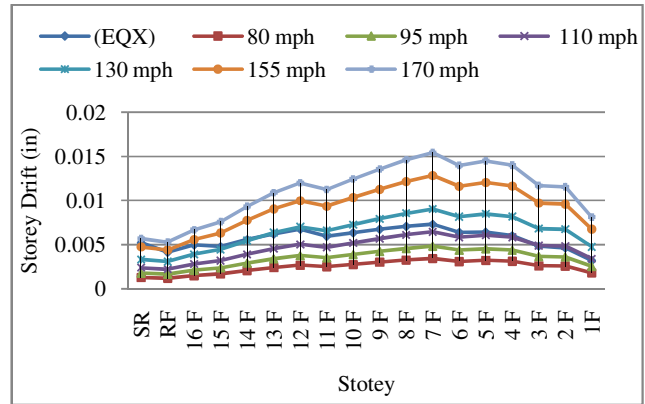 (EQX) 80 mph 95 mph 110 mph
130 mph 155 mph 170 mph
Storey Drift (in)
0.02
0.015
0.01
0.005
0
SR RF 16 F 15 F 14 F 13 F 12 F 11 F 10 F 9 F 8 F 7 F 6 F 5 F 4 F 3 F 2 F 1F
Stotey